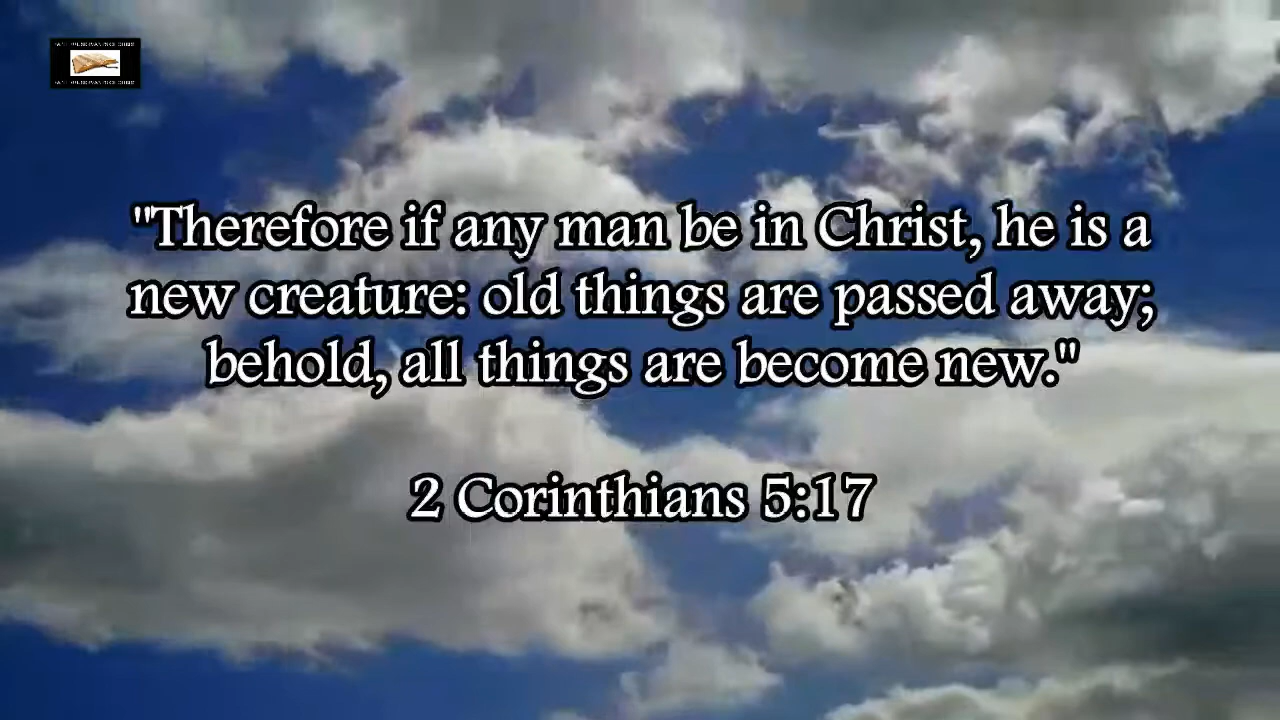 "Therefore if any man be in Christ, he is a
new creature: old things are passed away;
behold, all things are become new."
2 Corinthians 5:17